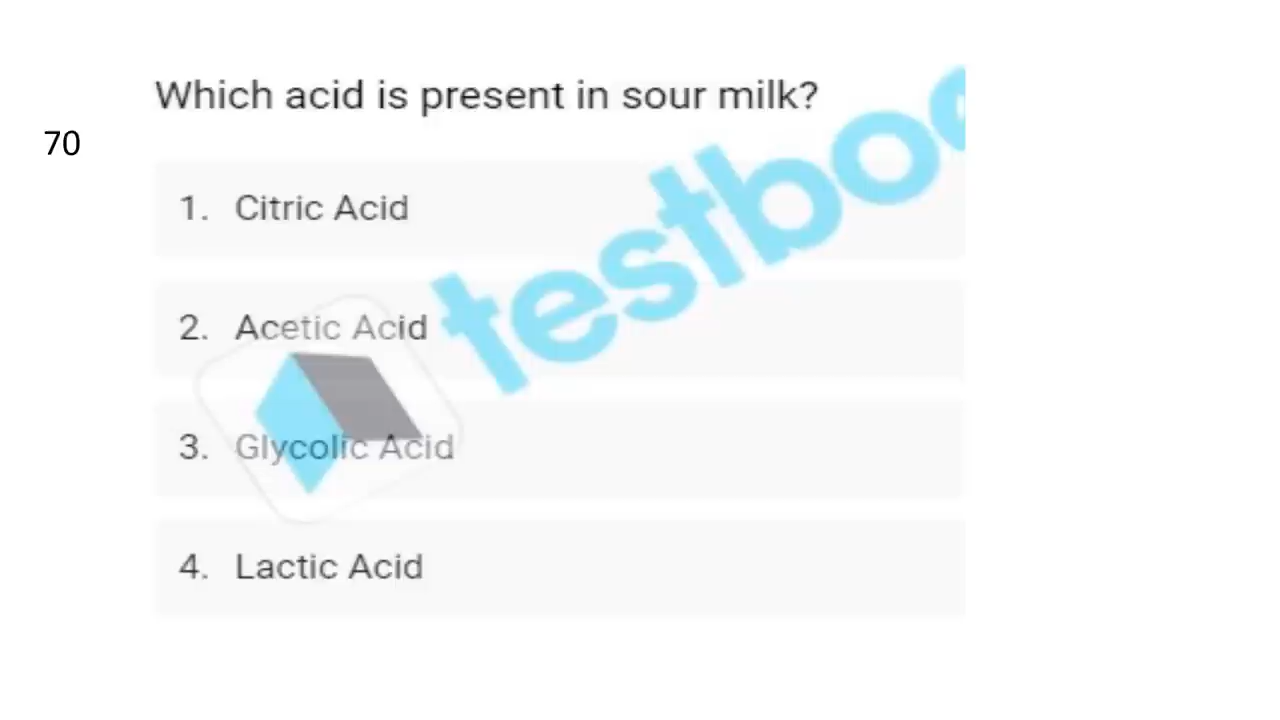 Which acid is present in sour milk?
70
1. Citric Acid
2. Acetic Acid
3. Glycolic Acid
4. Lactic Acid
testboo